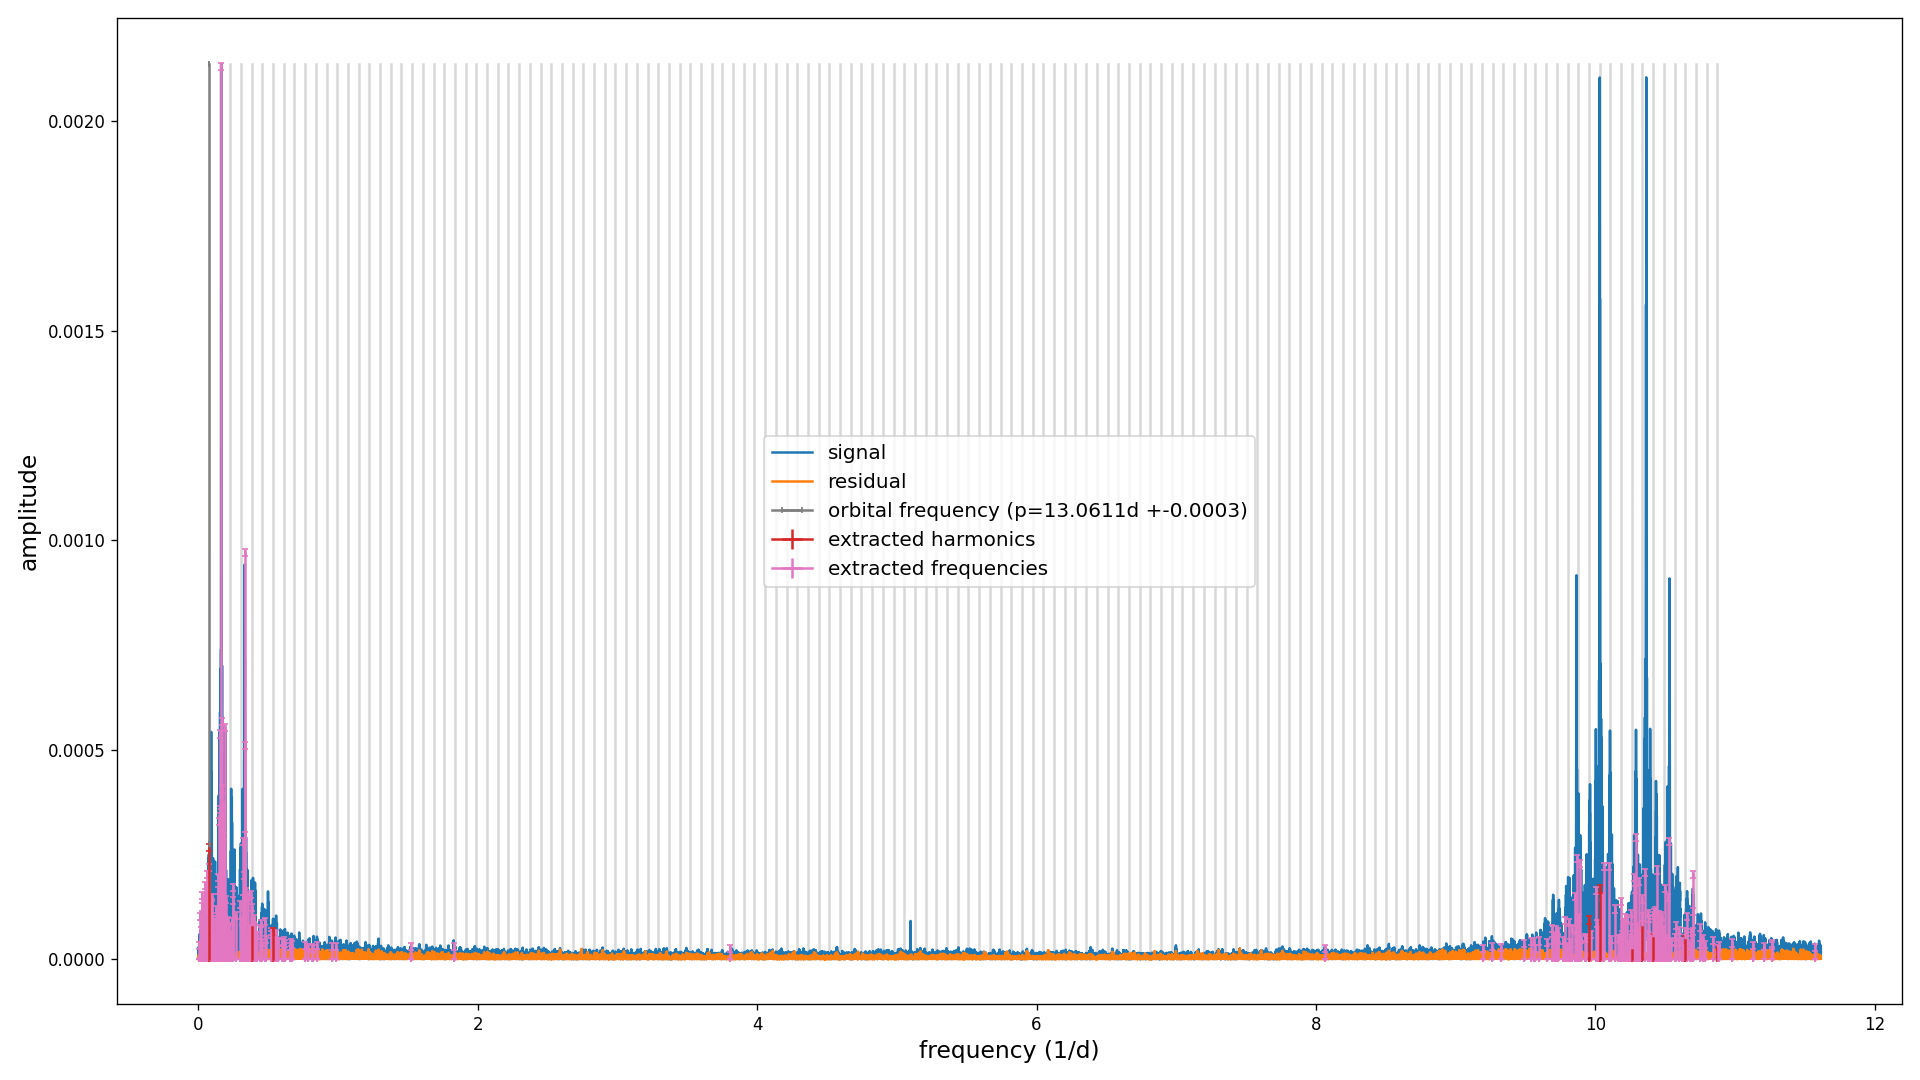 0.0020
0.0015
0.0010
0.0005
0.0000
amplitude
signal
residual
orbital frequency (p=13.0611d +-0.0003)
extracted harmonics
extracted frequencies
0 2 4 6 8 10 12
frequency (1/d)